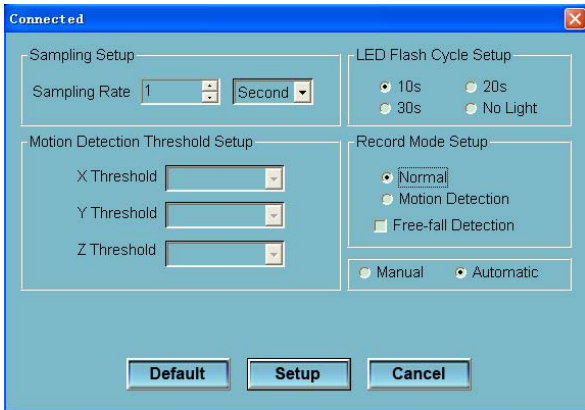 Connected
Sampling Setup
Sampling Rate 1 Second
LED Flash Cycle Setup
10s 20s
30s No Light
Motion Detection Threshold Setup
X Threshold
Y Threshold
Z Threshold
Record Mode Setup
Normal
Motion Detection
Free-fall Detection
Manual Automatic
Default Setup Cancel